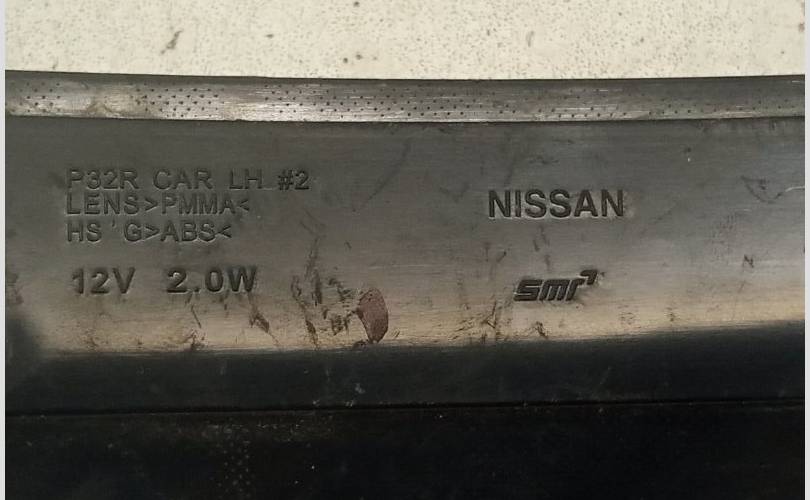 P32R CAR LH #2
LENS>PMMA<
HS'G>ABS<
12V 2.0W
NISSAN
smr